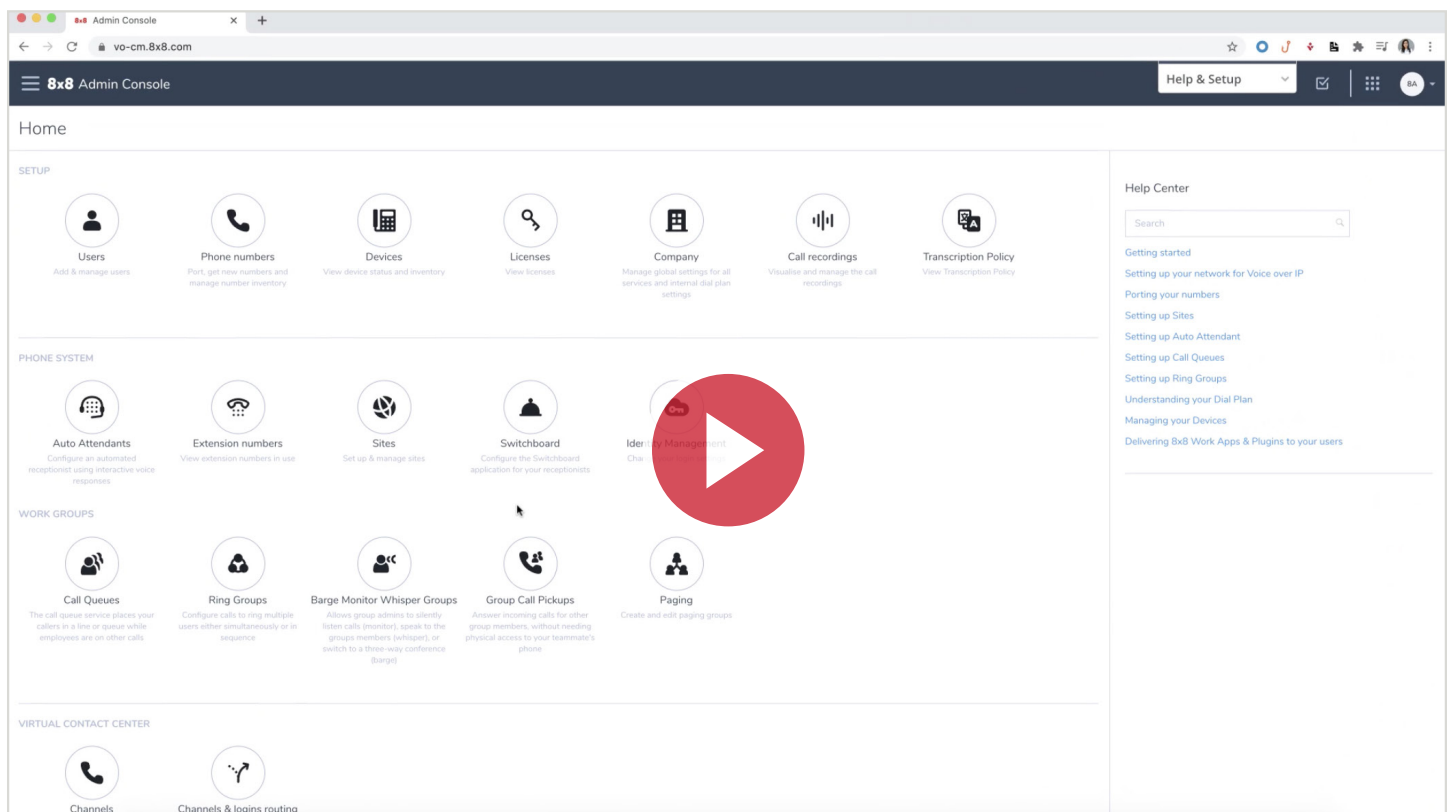 8x8 Admin Console
vo-cm.8x8.com
8x8 Admin Console
Help & Setup
BA
Home
SETUP
Users
Add & manage users
Phone numbers
Port, get new numbers and
manage number inventory
Devices
View device status and inventory
Licenses
View licenses
Company
Manage global settings for all
services and internal dial plan
settings
Call recordings
Visualise and manage the call
recordings
Transcription Policy
View Transcription Policy
PHONE SYSTEM
Auto Attendants
Configure an automated
receptionist using interactive voice
responses
Extension numbers
View extension numbers in use
Sites
Set up & manage sites
Switchboard
Configure the Switchboard
application for your receptionists
Identity Management
WORK GROUPS
Call Queues
The call queue service places your
callers in a line or queue while
employees are on other calls
Ring Groups
Configure calls to ring multiple
users either simultaneously or in
sequence
Barge Monitor Whisper Groups
Allows group admins to silently
listen calls (monitor), speak to the
groups members (whisper), or
switch to a three-way conference
(barge)
Group Call Pickups
Answer incoming calls for other
group members, without needing
physical access to your teammate's
phone
Paging
Create and edit paging groups
VIRTUAL CONTACT CENTER
Channels
Channels & logins routing
Help Center
Search
Getting started
Setting up your network for Voice over IP
Porting your numbers
Setting up Sites
Setting up Auto Attendant
Setting up Call Queues
Setting up Ring Groups
Understanding your Dial Plan
Managing your Devices
Delivering 8x8 Work Apps & Plugins to your users